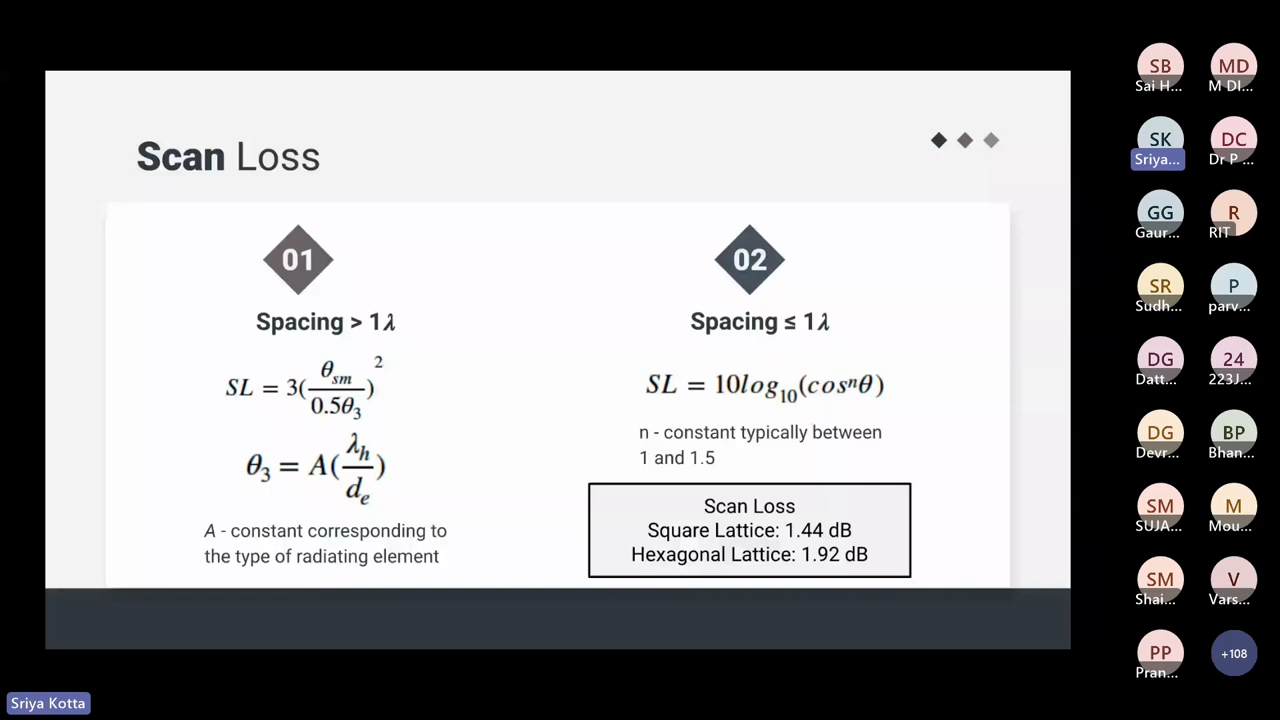 Scan Loss
01
Spacing > 1λ
SL = 3(θsm/0.5θ3)²
θ3 = A(λh/de)
A - constant corresponding to
the type of radiating element
02
Spacing ≤ 1λ
SL = 10log10(cosⁿθ)
n - constant typically between
1 and 1.5
Scan Loss
Square Lattice: 1.44 dB
Hexagonal Lattice: 1.92 dB
SB
Sai H...
MD
M DI...
SK
Sriya...
DC
Dr P ...
GG
Gaur...
R
RIT
SR
Sudh...
P
parv...
DG
Datt...
24
223J...
DG
Devr...
BP
Bhan...
SM
SUJA...
M
Mou...
SM
Shai...
V
Vars...
PP
Pran...
+108
Sriya Kotta